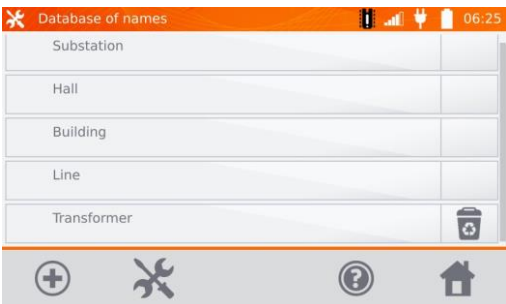 Database of names
06:25
Substation
Hall
Building
Line
Transformer